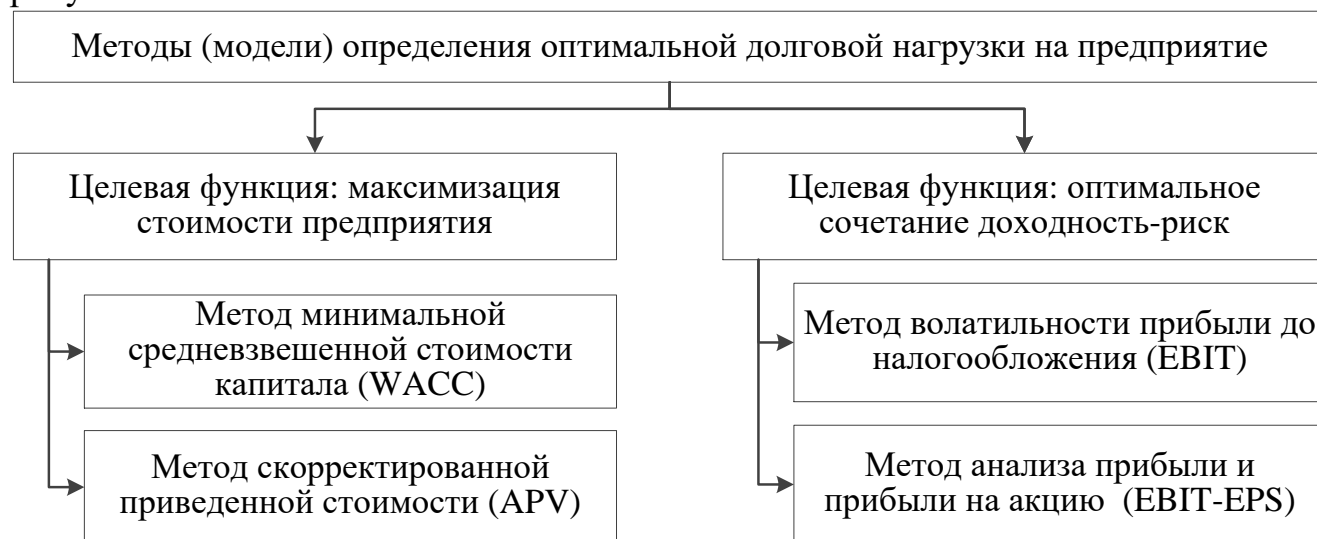 Методы (модели) определения оптимальной долговой нагрузки на предприятие
Целевая функция: максимизация
стоимости предприятия
Метод минимальной
средневзвешенной стоимости
капитала (WACC)
Метод скорректированной
приведенной стоимости (APV)
Целевая функция: оптимальное
сочетание доходность-риск
Метод волатильности прибыли до
налогообложения (EBIT)
Метод анализа прибыли и
прибыли на акцию (EBIT-EPS)